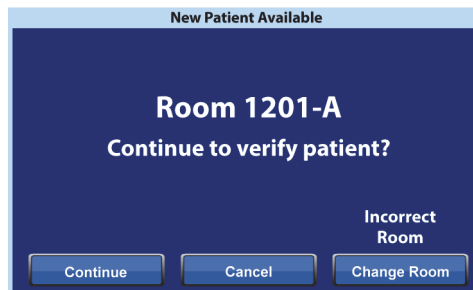 New Patient Available
Room 1201-A
Continue to verify patient?
Incorrect
Room
Continue
Cancel
Change Room